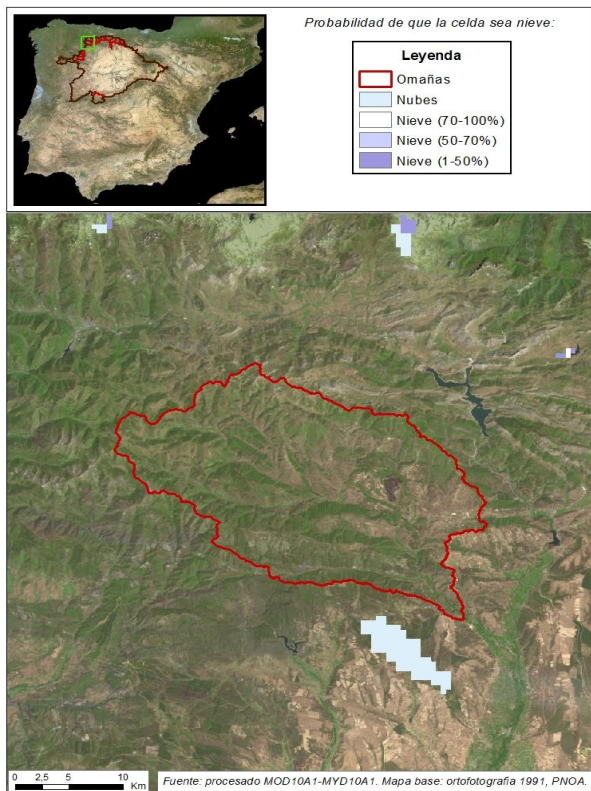 Probabilidad de que la celda sea nieve:
Leyenda
Omañas
Nubes
Nieve (70-100%)
Nieve (50-70%)
Nieve (1-50%)
0 2,5 5 10
Km
Fuente: procesado MOD10A1-MYD10A1. Mapa base: ortofotografía 1991, PNOA.